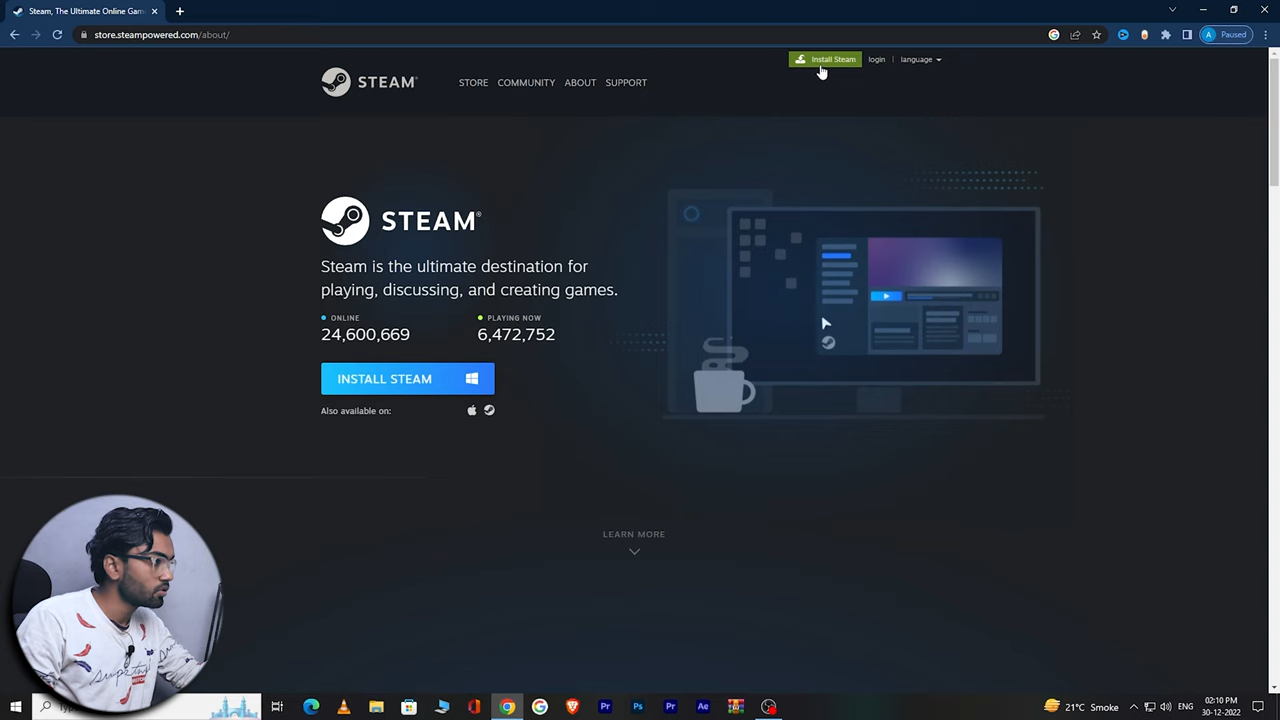 Steam, The Ultimate Online Gam
store.steampowered.com/about/
A Paused
Install Steam login language
STEAM STORE COMMUNITY ABOUT SUPPORT
STEAM®
Steam is the ultimate destination for
playing, discussing, and creating games.
ONLINE PLAYING NOW
24,600,669 6,472,752
INSTALL STEAM
Also available on:
LEARN MORE
21°C Smoke ENG 02:10 PM
30-12-2022